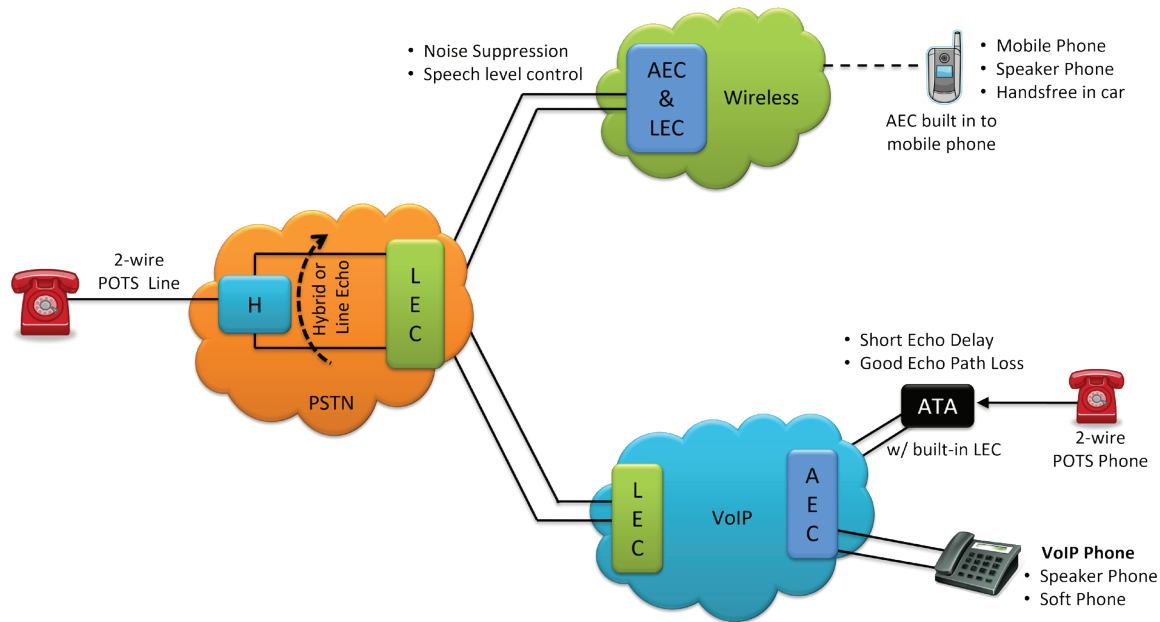 • Noise Suppression
• Speech level control
AEC
&
LEC
Wireless
• Mobile Phone
• Speaker Phone
• Handsfree in car
AEC built in to
mobile phone
2-wire
POTS Line
H
Hybrid or
Line Echo
L
E
C
PSTN
• Short Echo Delay
• Good Echo Path Loss
ATA
w/ built-in LEC
2-wire
POTS Phone
L
E
C
VoIP
A
E
C
VoIP Phone
• Speaker Phone
• Soft Phone